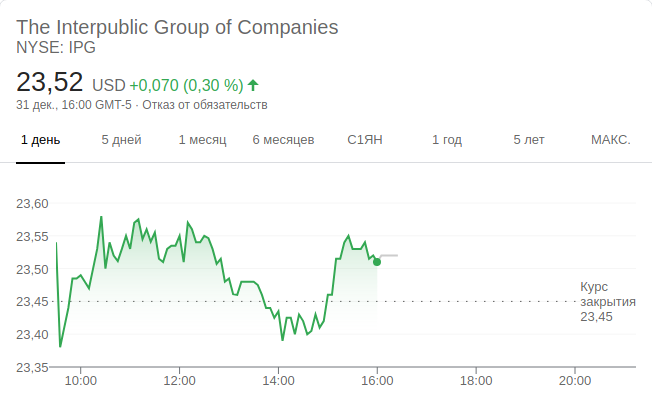 The Interpublic Group of Companies
NYSE: IPG
23,52 USD +0,070 (0,30 %)
31 дек., 16:00 GMT-5 · Отказ от обязательств
1 день 5 дней 1 месяц 6 месяцев С1ЯН 1 год 5 лет МАКС.
23,60
23,55
23,50
23,45
23,40
23,35
Курс
закрытия
23,45
10:00 12:00 14:00 16:00 18:00 20:00